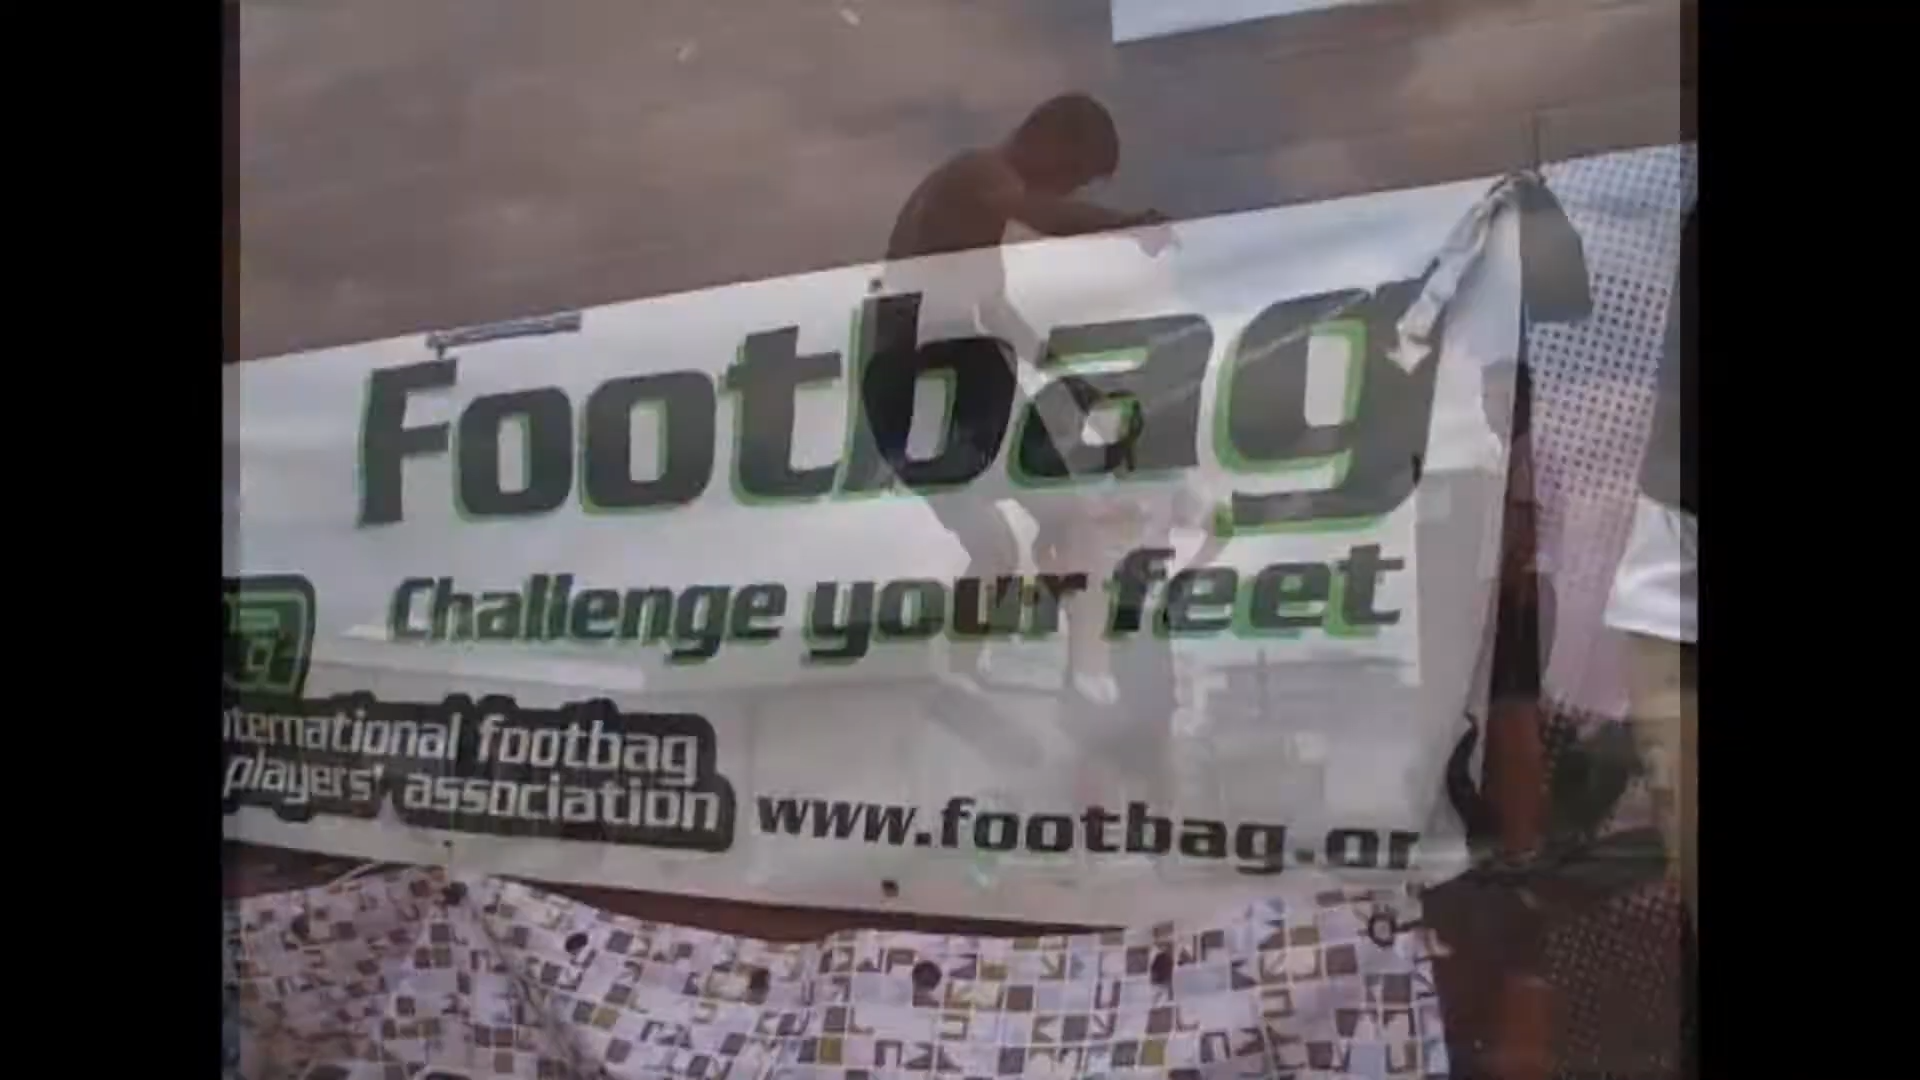 Footbag
Challenge your feet
nternational footbag
players' association
www.footbag.or